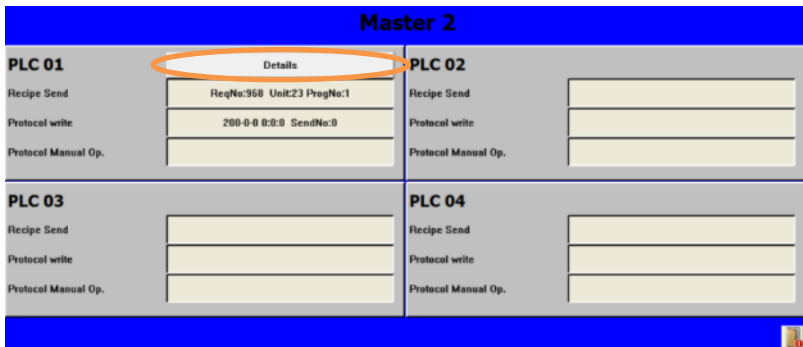 Master 2
PLC 01
Details
Recipe Send
ReqNo:968 Unit:23 ProgNo:1
Protocol write
200-0-0 0:0:0 SendNo:0
Protocol Manual Op.
PLC 02
Recipe Send
Protocol write
Protocol Manual Op.
PLC 03
Recipe Send
Protocol write
Protocol Manual Op.
PLC 04
Recipe Send
Protocol write
Protocol Manual Op.